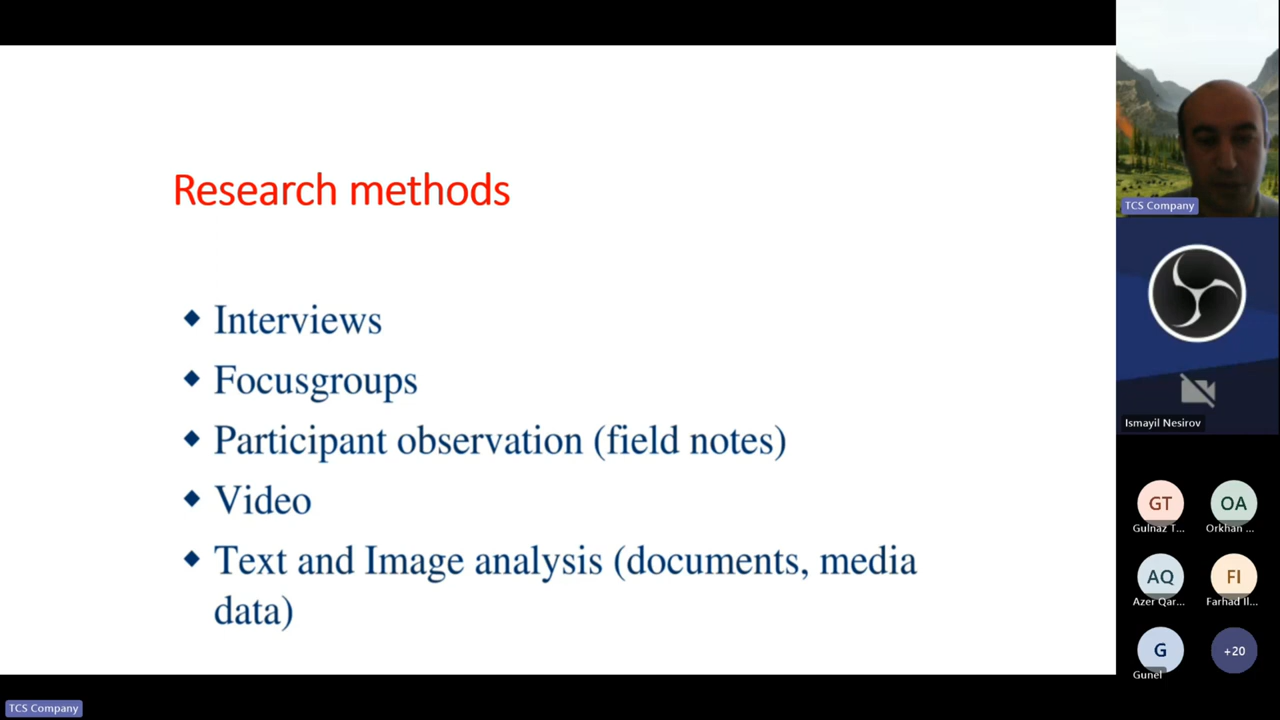 Research methods
Interviews
Focusgroups
Participant observation (field notes)
Video
Text and Image analysis (documents, media
data)
TCS Company
Ismayil Nesirov
GT
Gulnaz T...
OA
Orkhan ...
AQ
Azer Qar...
FI
Farhad Il...
G
Gunel
+20
TCS Company